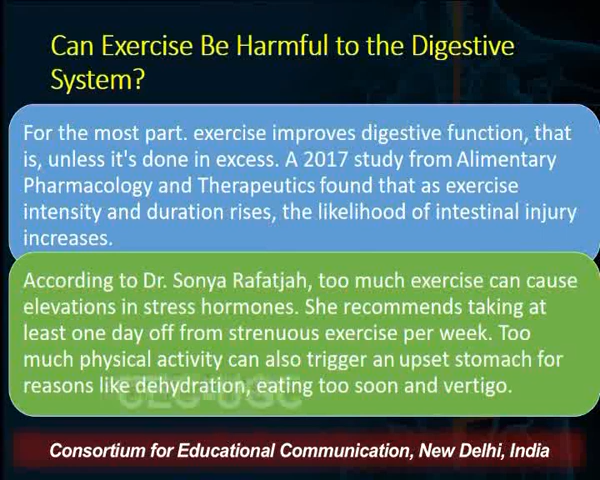 Can Exercise Be Harmful to the Digestive
System?
For the most part. exercise improves digestive function, that
is, unless it's done in excess. A 2017 study from Alimentary
Pharmacology and Therapeutics found that as exercise
intensity and duration rises, the likelihood of intestinal injury
increases.
According to Dr. Sonya Rafatjah, too much exercise can cause
elevations in stress hormones. She recommends taking at
least one day off from strenuous exercise per week. Too
much physical activity can also trigger an upset stomach for
reasons like dehydration, eating too soon and vertigo.
CEC-UGC
Consortium for Educational Communication, New Delhi, India